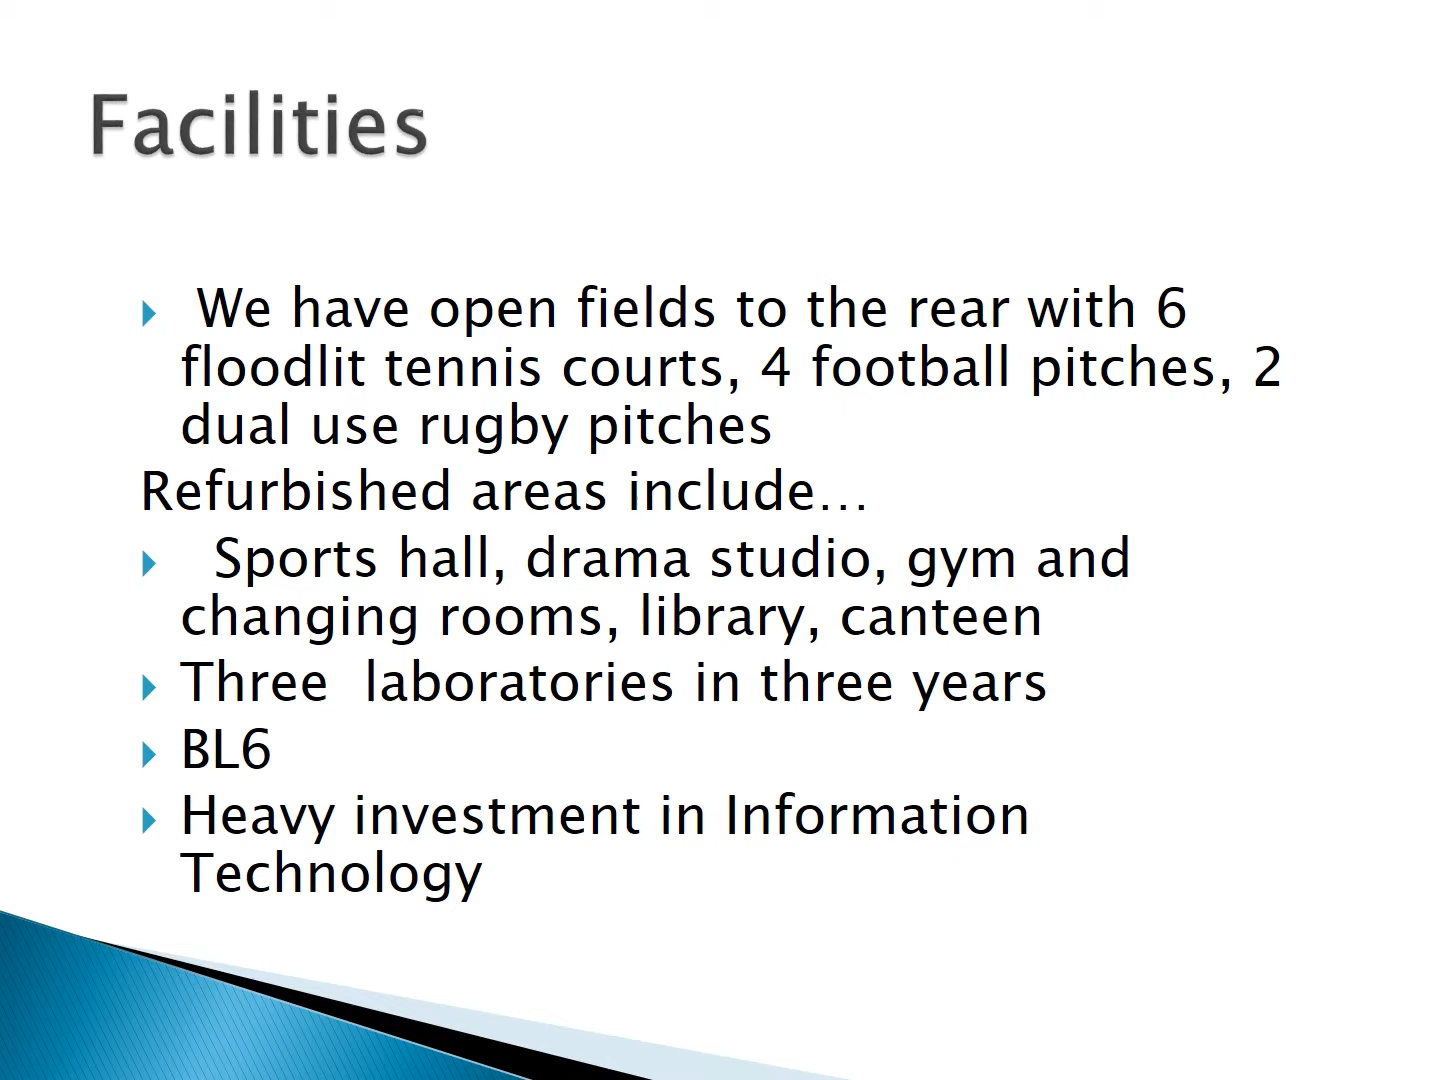 Facilities
We have open fields to the rear with 6
floodlit tennis courts, 4 football pitches, 2
dual use rugby pitches
Refurbished areas include…
Sports hall, drama studio, gym and
changing rooms, library, canteen
Three  laboratories in three years
BL6
Heavy investment in Information
Technology